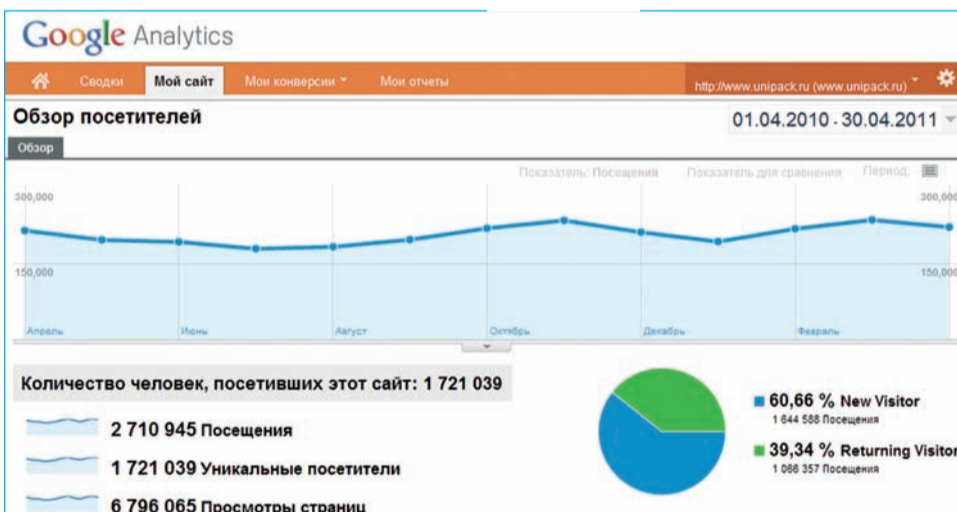 Google Analytics
Сводки Мой сайт Мои конверсии Мои отчеты http://www.unipack.ru (www.unipack.ru)
Обзор посетителей 01.04.2010 - 30.04.2011
Обзор
Показатель: Посещения Показатель для сравнения Период:
300,000 300,000
150,000 150,000
Апрель Июнь Август Октябрь Декабрь Февраль
Количество человек, посетивших этот сайт: 1 721 039
2 710 945 Посещения
1 721 039 Уникальные посетители
6 796 065 Просмотры страниц
60,66 % New Visitor
1 644 588 Посещения
39,34 % Returning Visitor
1 066 357 Посещения